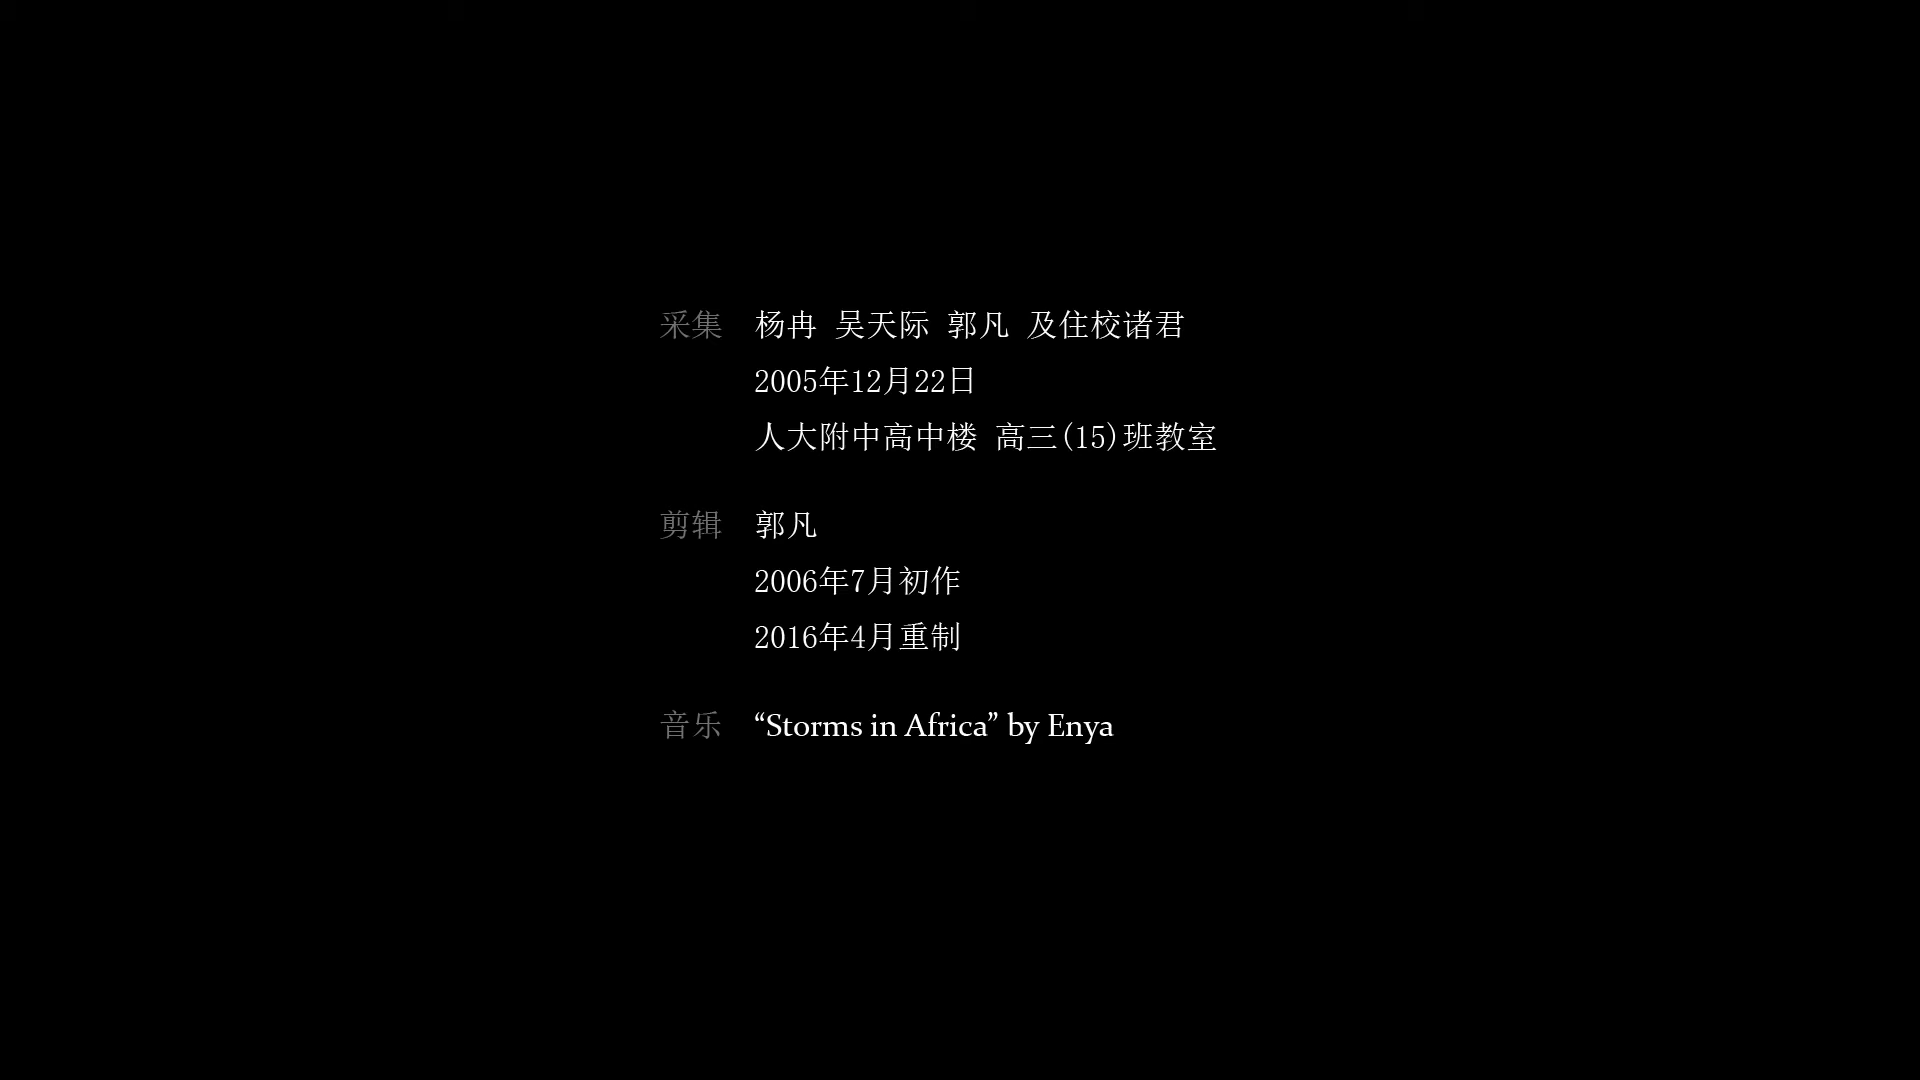 采集 杨冉 吴天际 郭凡 及住校诸君
2005年12月22日
人大附中高中楼 高三(15)班教室
剪辑 郭凡
2006年7月初作
2016年4月重制
音乐 “Storms in Africa” by Enya